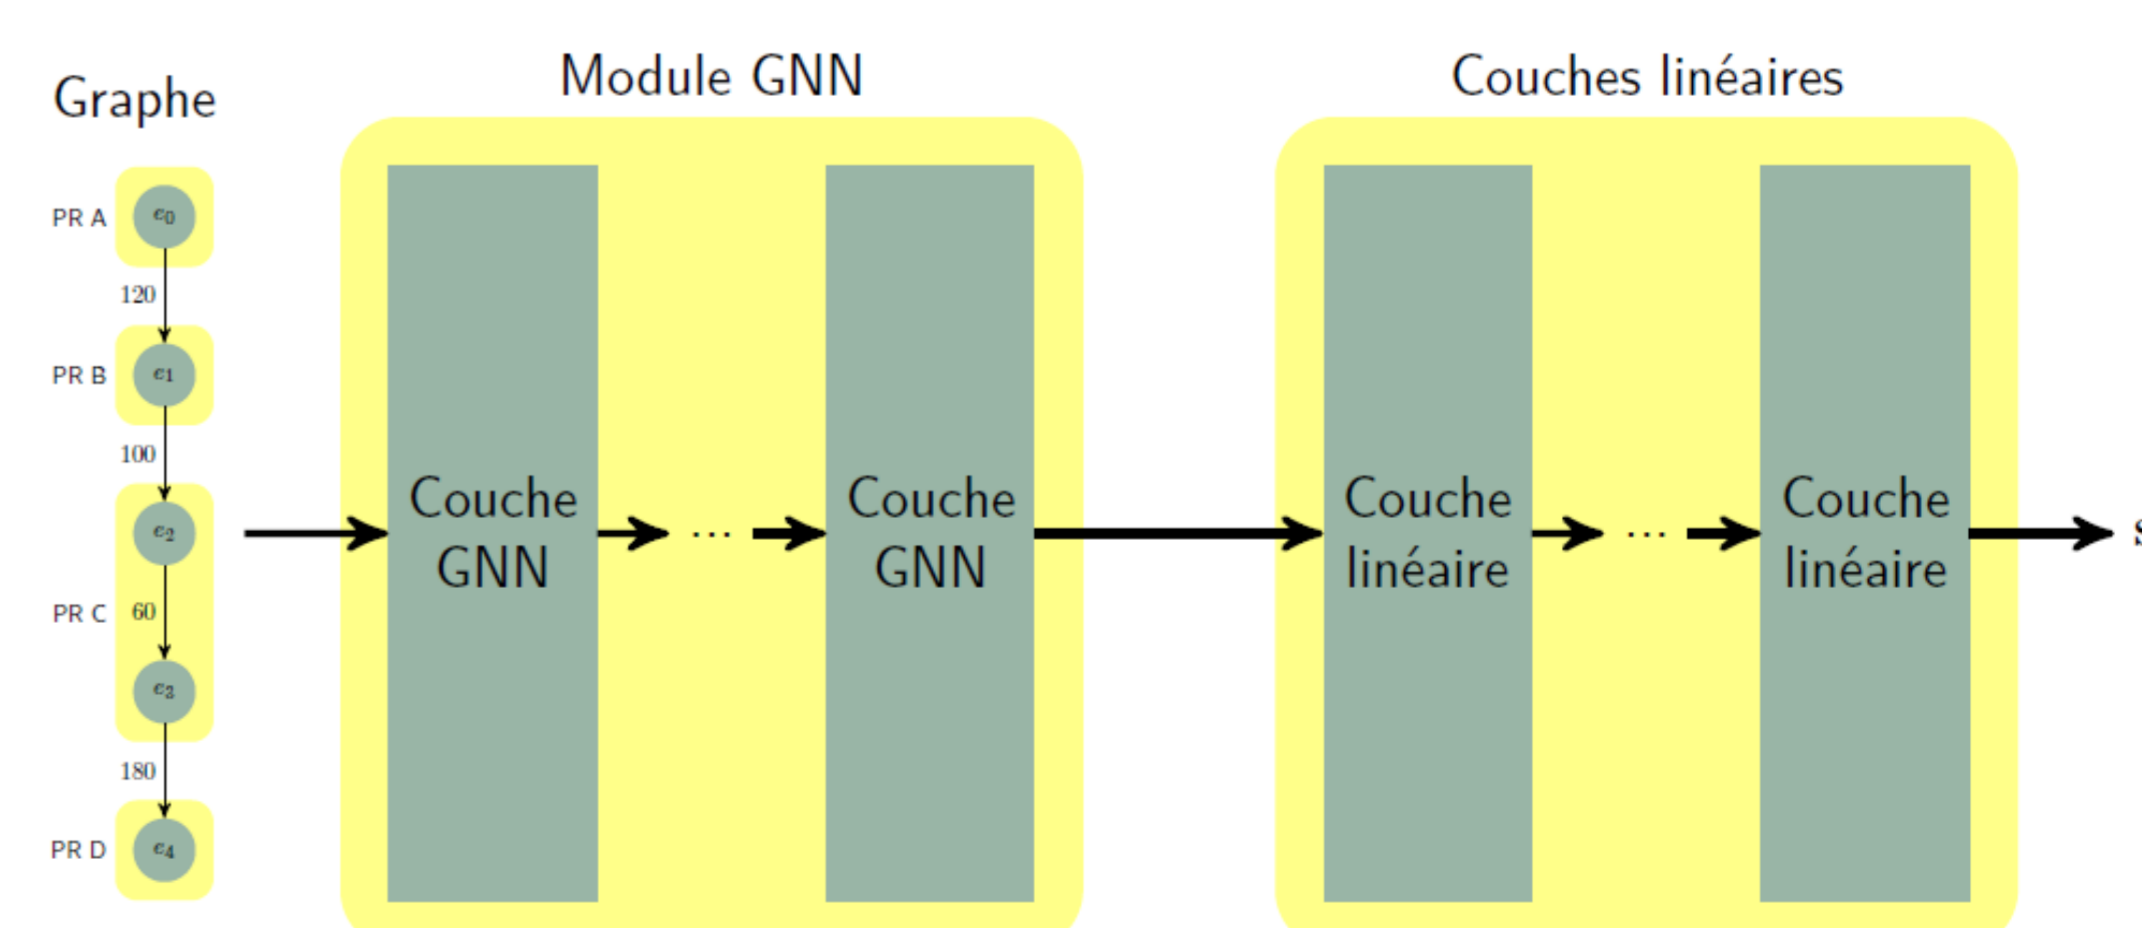 Graphe
PR A
e0
120
PR B
e1
100
e2
PR C
60
e3
180
PR D
e4
Module GNN
Couche
GNN
...
Couche
GNN
Couches linéaires
Couche
linéaire
...
Couche
linéaire